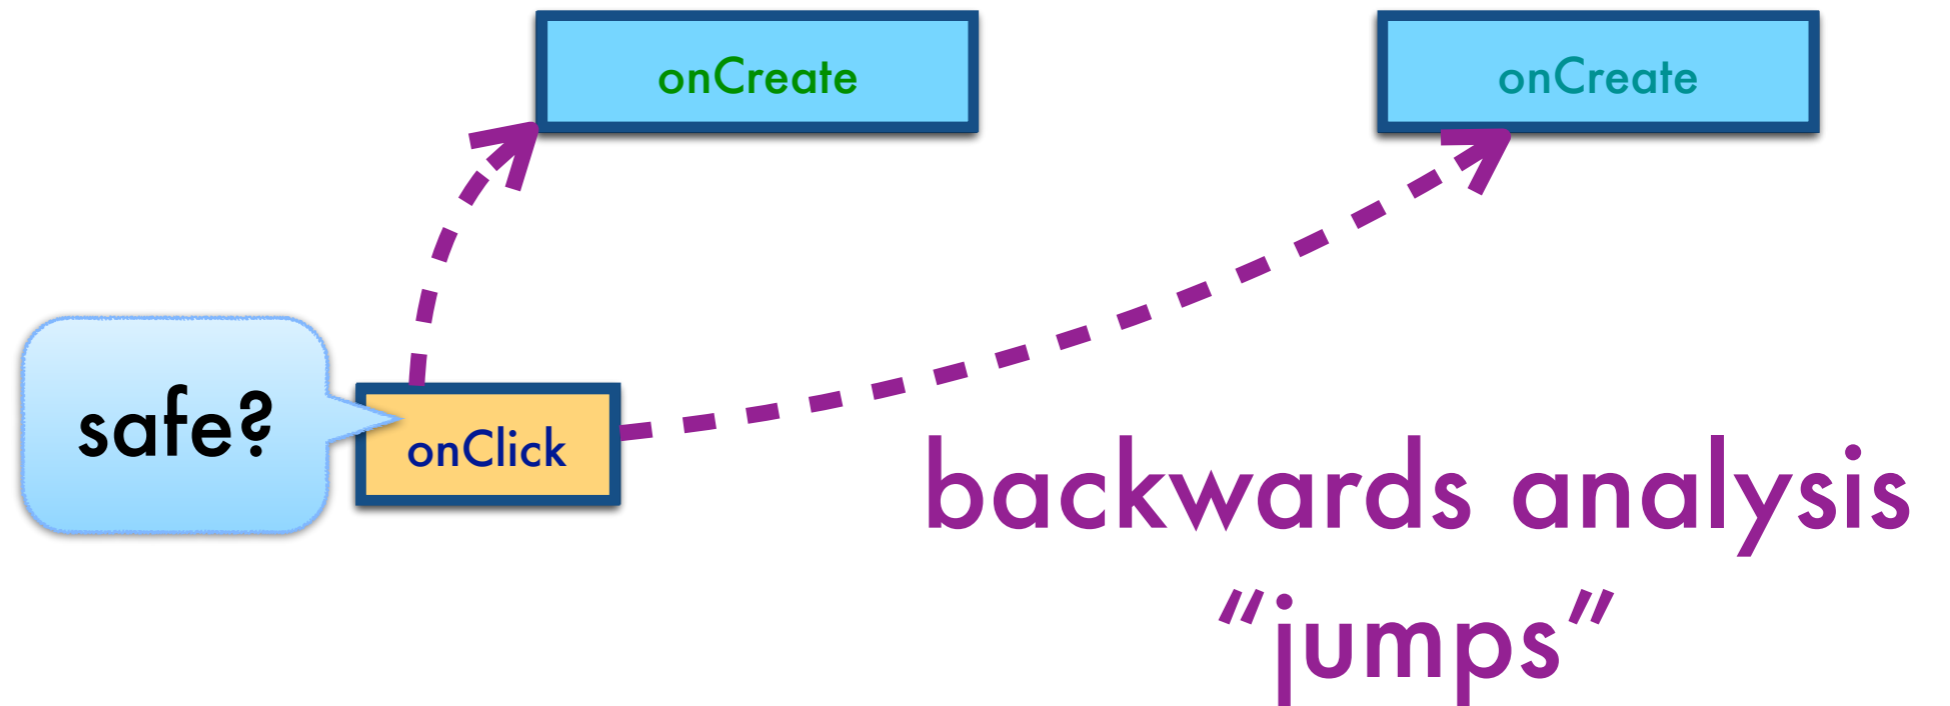 onCreate
onCreate
safe?
onClick
backwards analysis
“jumps”